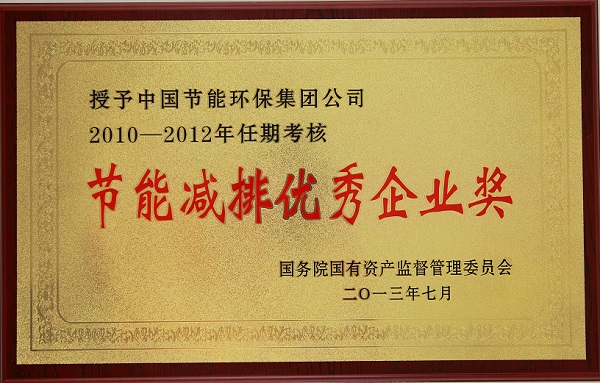 授予中国节能环保集团公司
2010—2012年任期考核
节能减排优秀企业奖
国务院国有资产监督管理委员会
二〇一三年七月